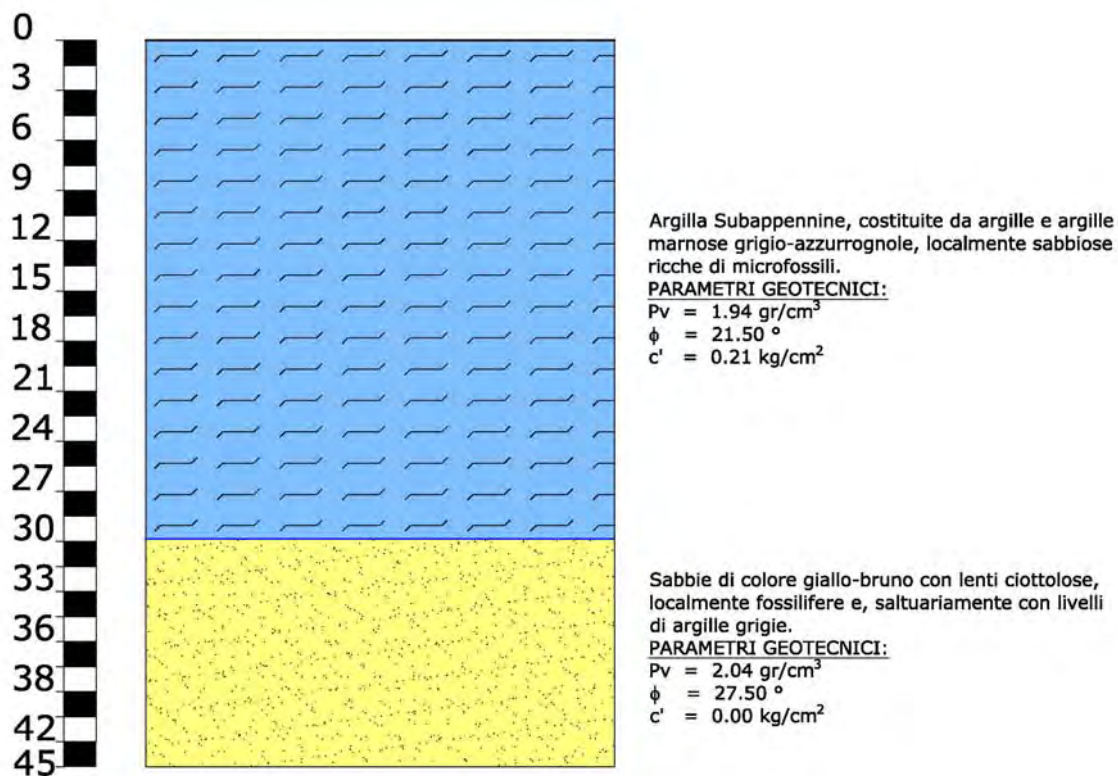 0
3
6
9
12
15
18
21
24
27
30
33
36
38
42
45
Argilla Subappennine, costituite da argille e argille
marnose grigio-azzurrognole, localmente sabbiose
ricche di microfossili.
PARAMETRI GEOTECNICI:
Pv = 1.94 gr/cm³
ϕ = 21.50 °
c' = 0.21 kg/cm²
Sabbie di colore giallo-bruno con lenti ciottolose,
localmente fossilifere e, saltuariamente con livelli
di argille grigie.
PARAMETRI GEOTECNICI:
Pv = 2.04 gr/cm³
ϕ = 27.50 °
c' = 0.00 kg/cm²